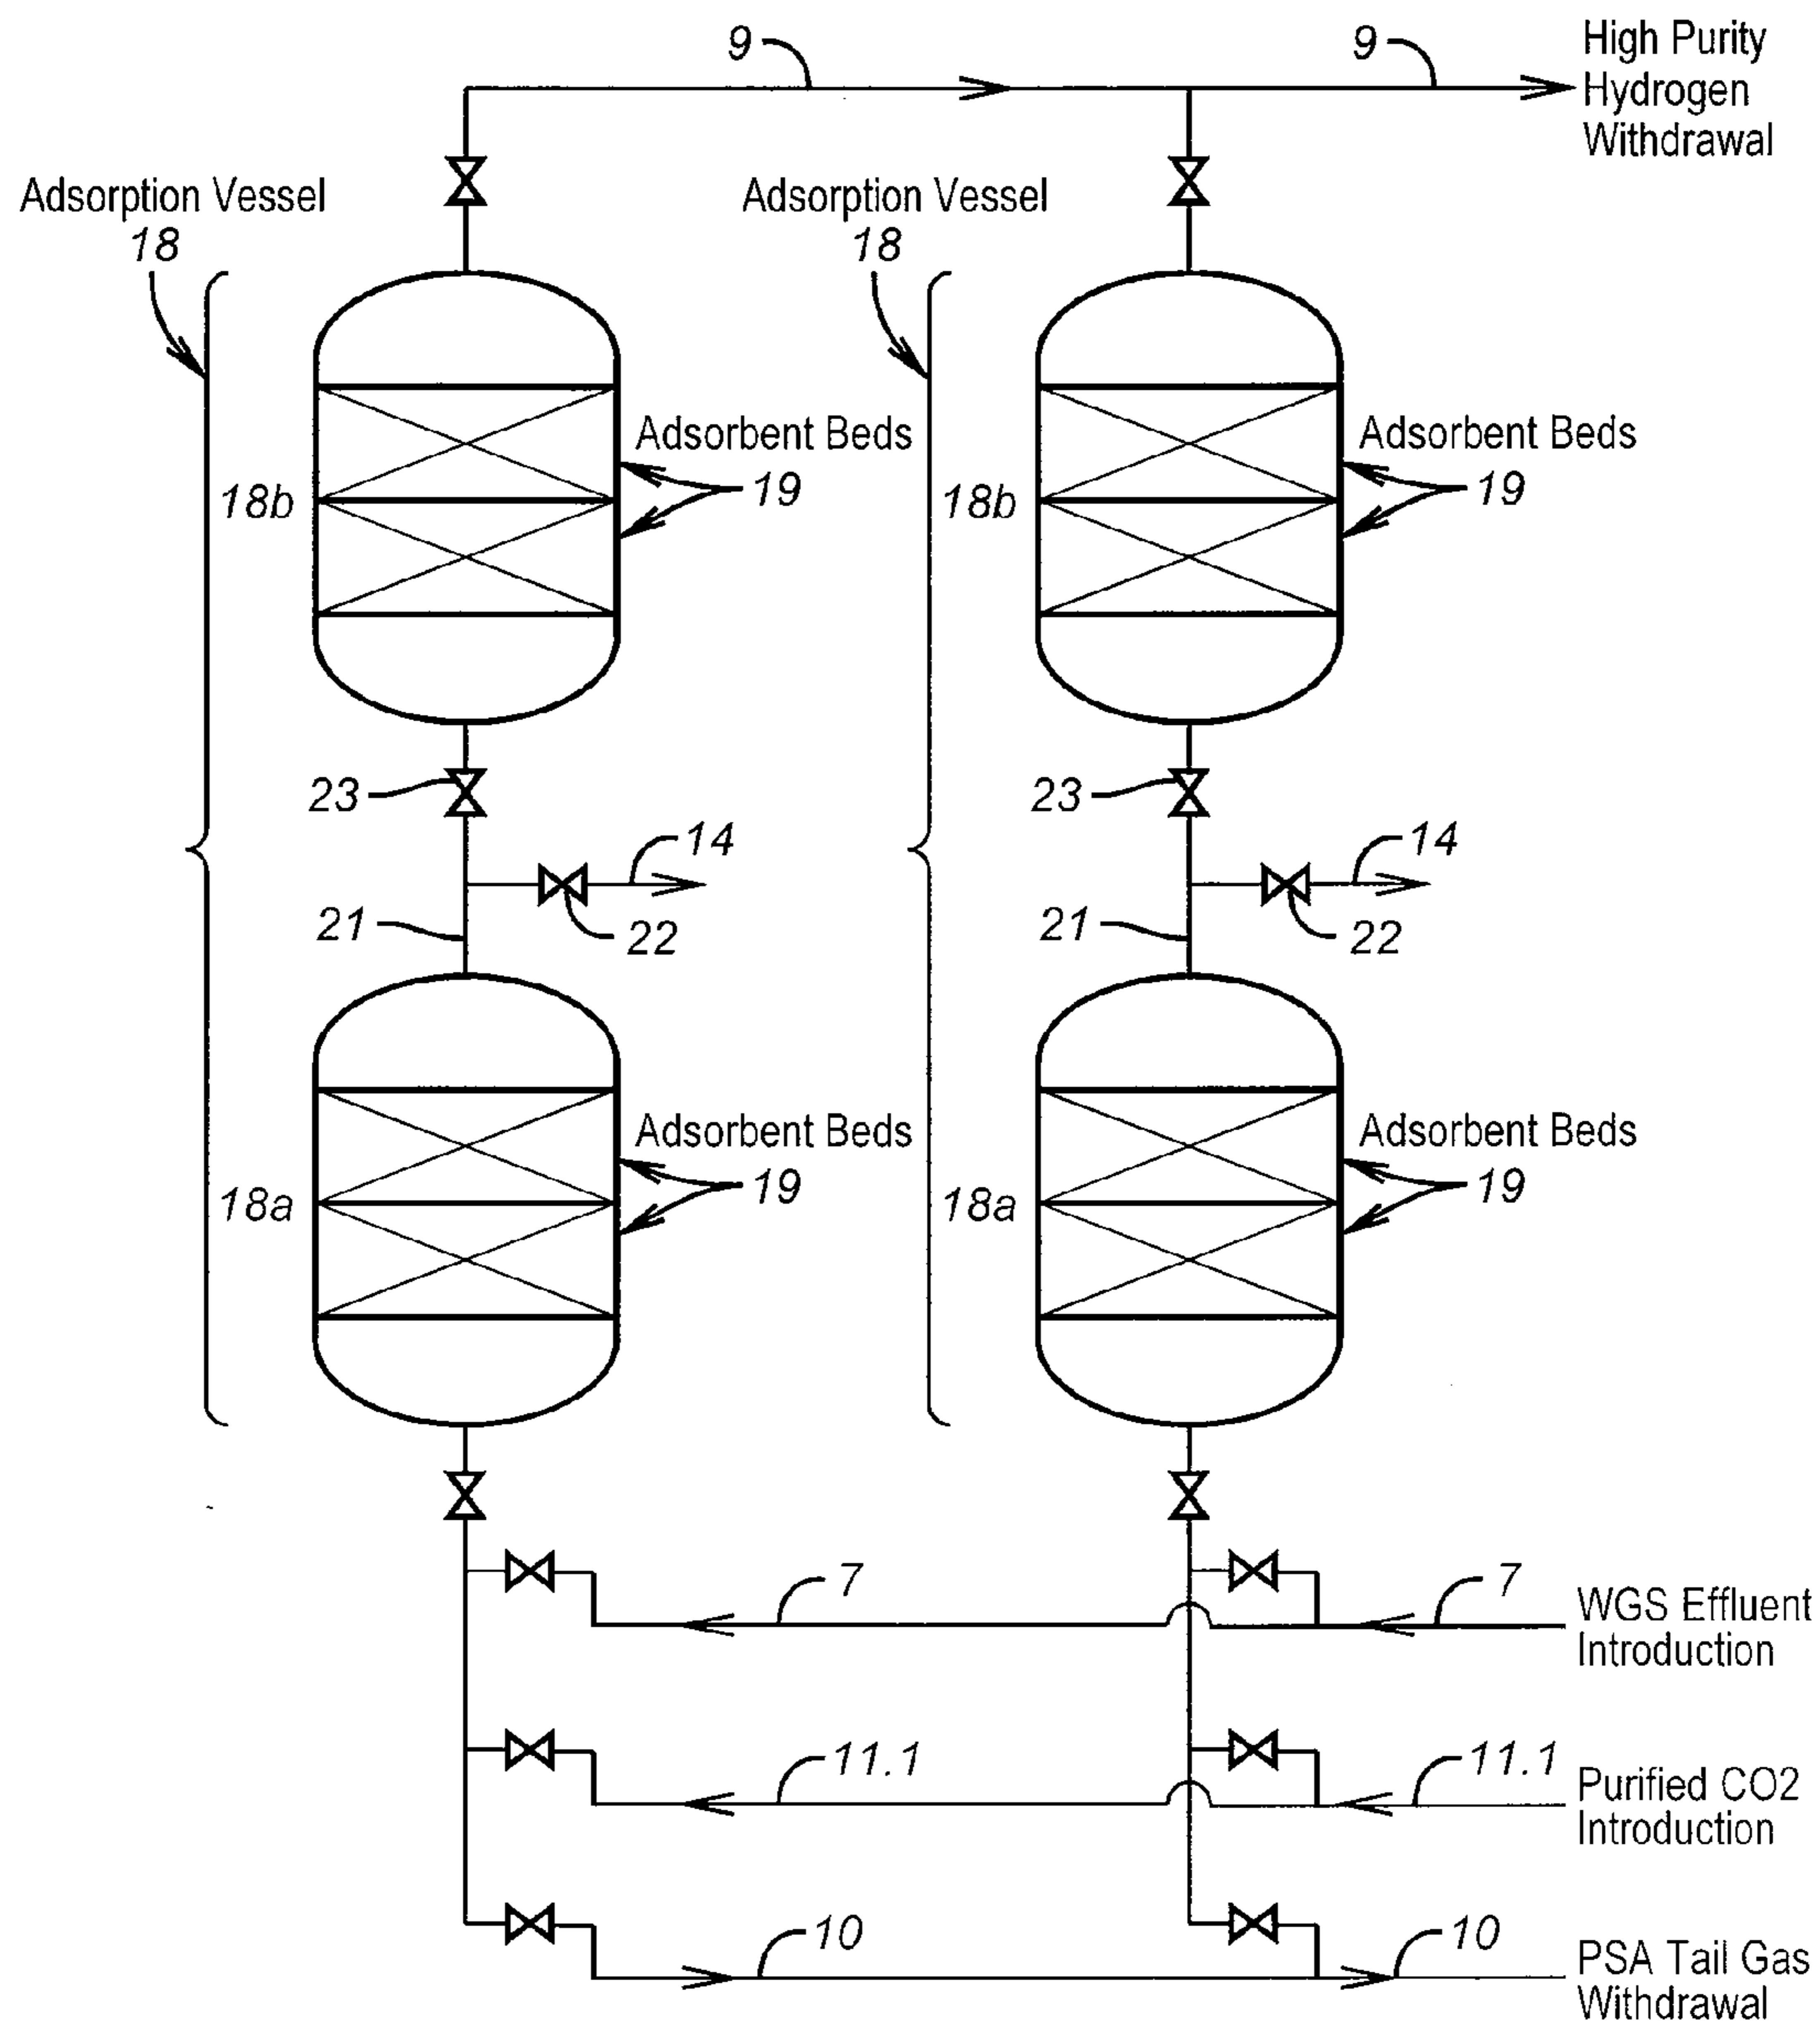 9
9
High Purity
Hydrogen
Withdrawal
Adsorption Vessel
18
Adsorption Vessel
18
Adsorbent Beds
19
18b
Adsorbent Beds
19
18b
23
23
14
14
21
22
21
22
Adsorbent Beds
19
18a
Adsorbent Beds
19
18a
7
7
WGS Effluent
Introduction
11.1
11.1
Purified CO2
Introduction
10
10
PSA Tail Gas
Withdrawal